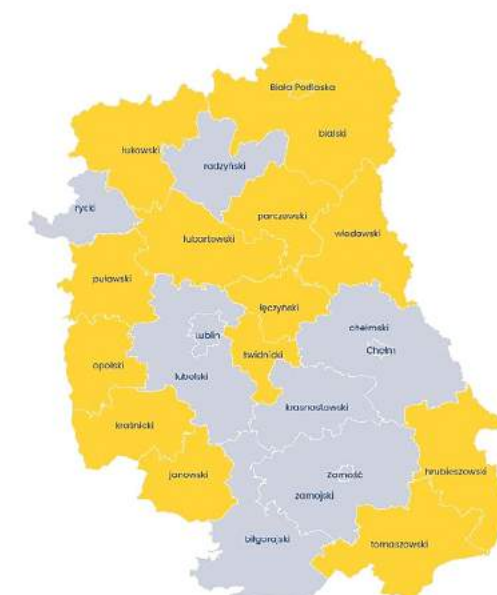 Biała Podlaska
bialski
łukowski
radzyński
rycki
parczewski
lubartowski
włodawski
puławski
łęczyński
Lublin
chełmski
Chełm
świdnicki
opolski
lubelski
krasnostawski
kraśnicki
janowski
Zamość
hrubieszowski
zamojski
biłgorajski
tomaszowski